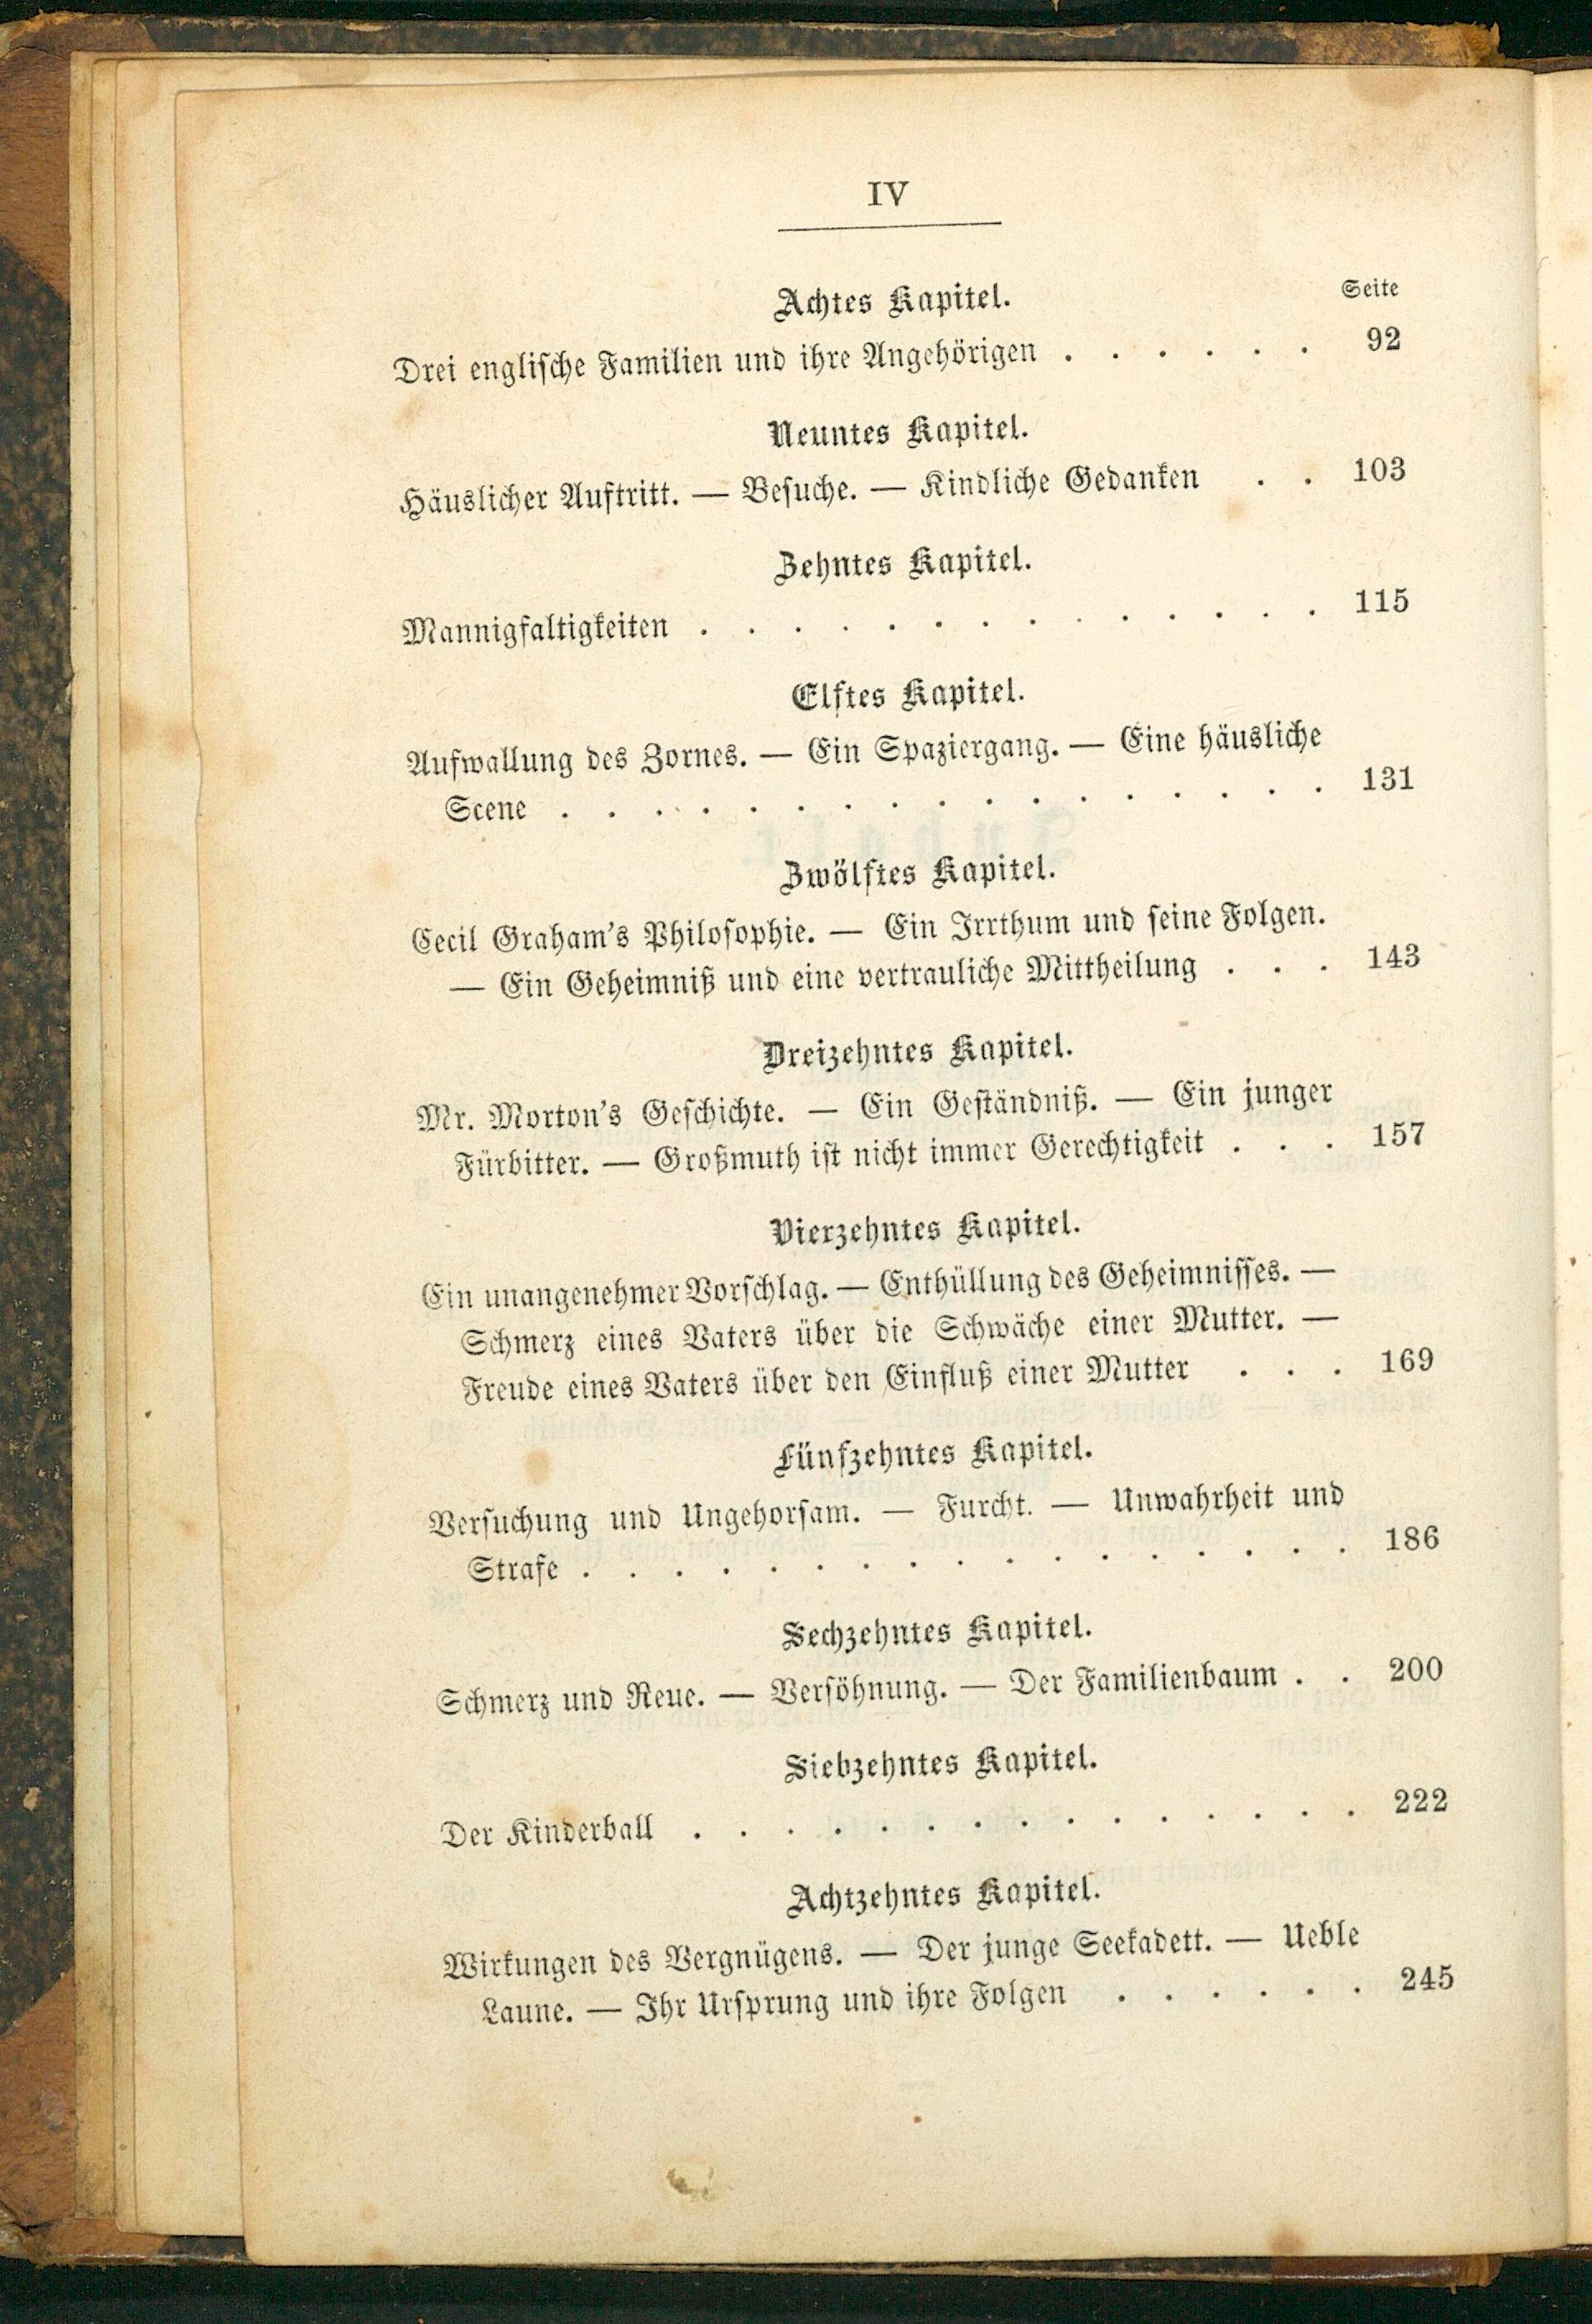 IV
Achtes Kapitel.
Seite
Drei englische Familien und ihre Angehörigen . . . . . . 92
Neuntes Kapitel.
Häuslicher Auftritt. — Besuche. — Kindliche Gedanken . . 103
Zehntes Kapitel.
Mannigfaltigkeiten . . . . . . . . . . . . . . 115
Elftes Kapitel.
Aufwallung des Zornes. — Ein Spaziergang. — Eine häusliche
Scene . . . . . . . . . . . . . . . . . 131
Zwölftes Kapitel.
Cecil Graham's Philosophie. — Ein Irrthum und seine Folgen.
— Ein Geheimniß und eine vertrauliche Mittheilung . . . 143
Dreizehntes Kapitel.
Mr. Morton's Geschichte. — Ein Geständniß. — Ein junger
Fürbitter. — Großmuth ist nicht immer Gerechtigkeit . . . 157
Vierzehntes Kapitel.
Ein unangenehmer Vorschlag. — Enthüllung des Geheimnisses. —
Schmerz eines Vaters über die Schwäche einer Mutter. —
Freude eines Vaters über den Einfluß einer Mutter . . . 169
Fünfzehntes Kapitel.
Versuchung und Ungehorsam. — Furcht. — Unwahrheit und
Strafe . . . . . . . . . . . . . . . . . 186
Sechzehntes Kapitel.
Schmerz und Reue. — Versöhnung. — Der Familienbaum . . 200
Siebzehntes Kapitel.
Der Kinderball . . . . . . . . . . . . . . . 222
Achtzehntes Kapitel.
Wirkungen des Vergnügens. — Der junge Seekadett. — Ueble
Laune. — Ihr Ursprung und ihre Folgen . . . . . . 245